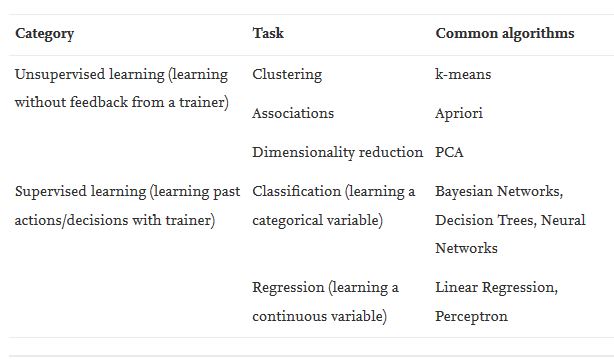 Category Task Common algorithms
Unsupervised learning (learning Clustering k-means
without feedback from a trainer)
Associations Apriori
Dimensionality reduction PCA
Supervised learning (learning past Classification (learning a Bayesian Networks,
actions/decisions with trainer) categorical variable) Decision Trees, Neural
Networks
Regression (learning a Linear Regression,
continuous variable) Perceptron